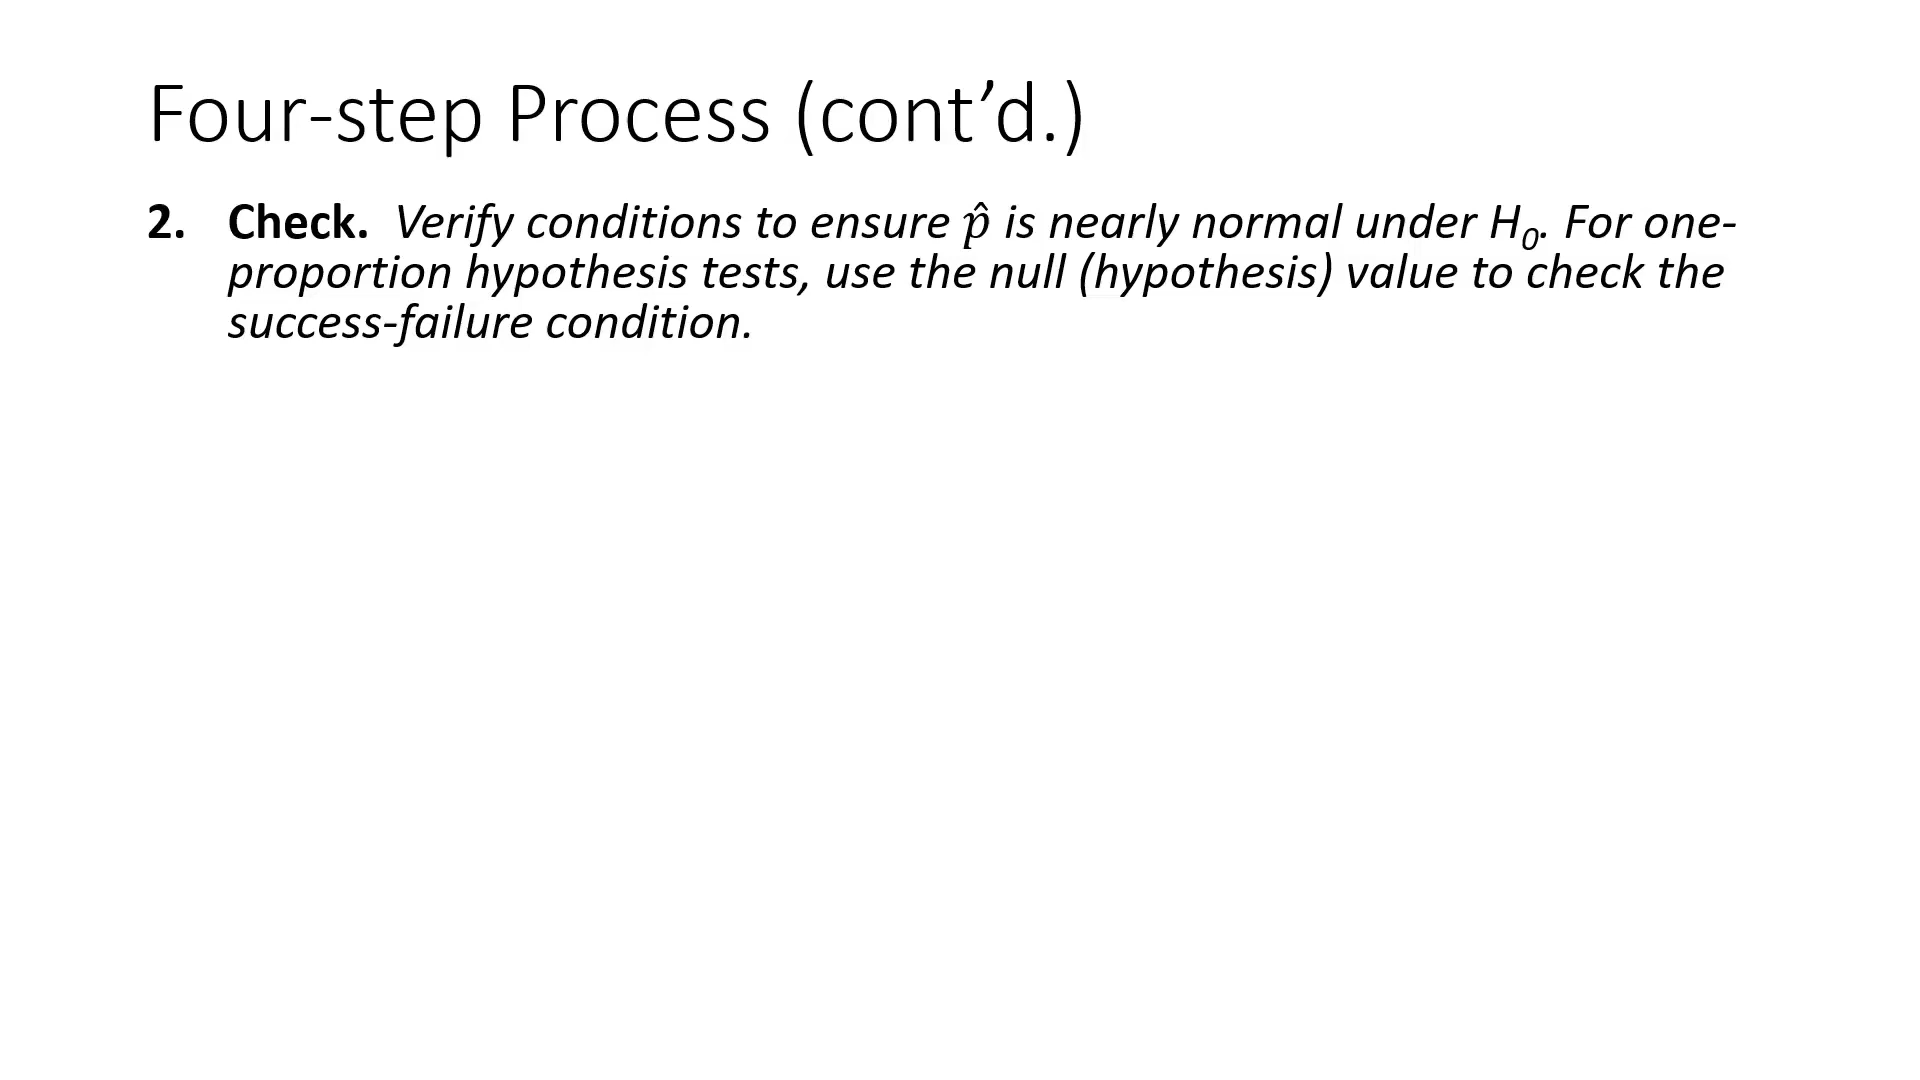 Four-step Process (cont’d.)
2. Check. Verify conditions to ensure p̂ is nearly normal under H₀. For one-
proportion hypothesis tests, use the null (hypothesis) value to check the
success-failure condition.